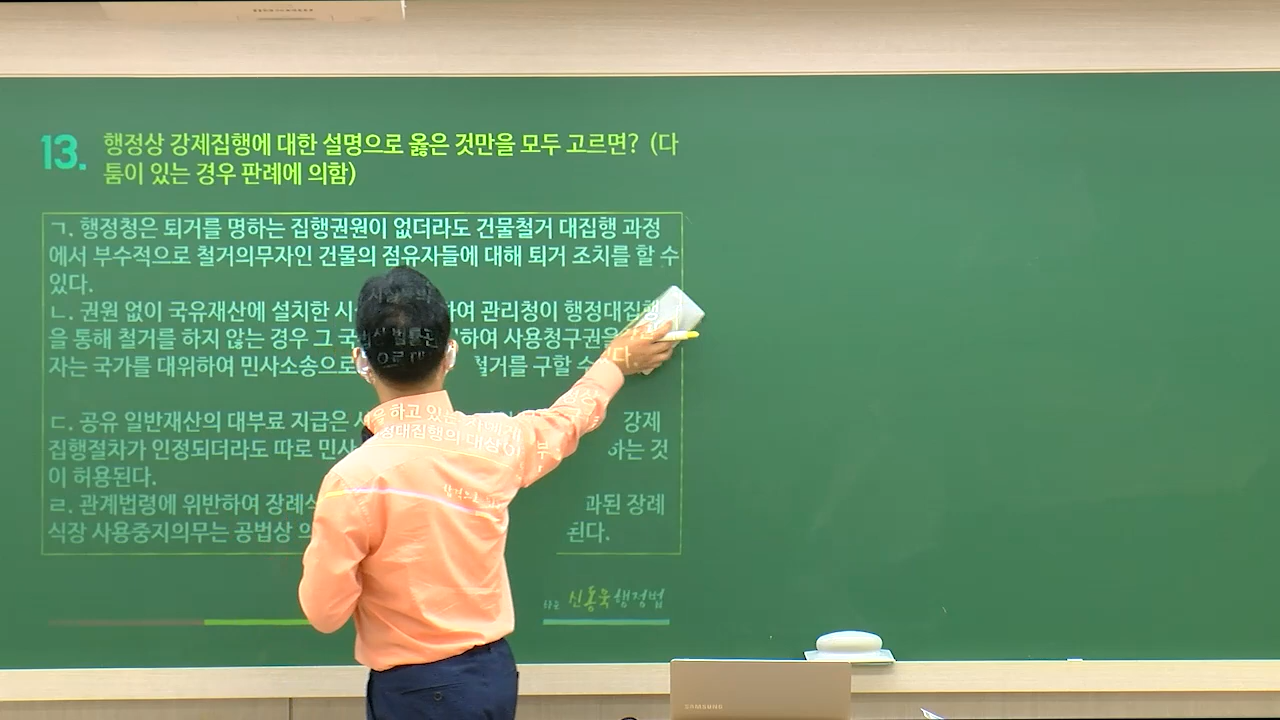 13. 행정상 강제집행에 대한 설명으로 옳은 것만을 모두 고르면? (다
툼이 있는 경우 판례에 의함)
ㄱ. 행정청은 퇴거를 명하는 집행권원이 없더라도 건물철거 대집행 과정
에서 부수적으로 철거의무자인 건물의 점유자들에 대해 퇴거 조치를 할 수
있다.
ㄴ. 권원 없이 국유재산에 설치한 시 하여 관리청이 행정대집행
을 통해 철거를 하지 않는 경우 그 국 하여 사용청구권을
자는 국가를 대위하여 민사소송으로 철거를 구할 수
ㄷ. 공유 일반재산의 대부료 지급은 강제
집행절차가 인정되더라도 따로 민사 하는 것
이 허용된다.
ㄹ. 관계법령에 위반하여 장례식 과된 장례
식장 사용중지의무는 공법상 의 된다.
신동욱 행정법
SAMSUNG